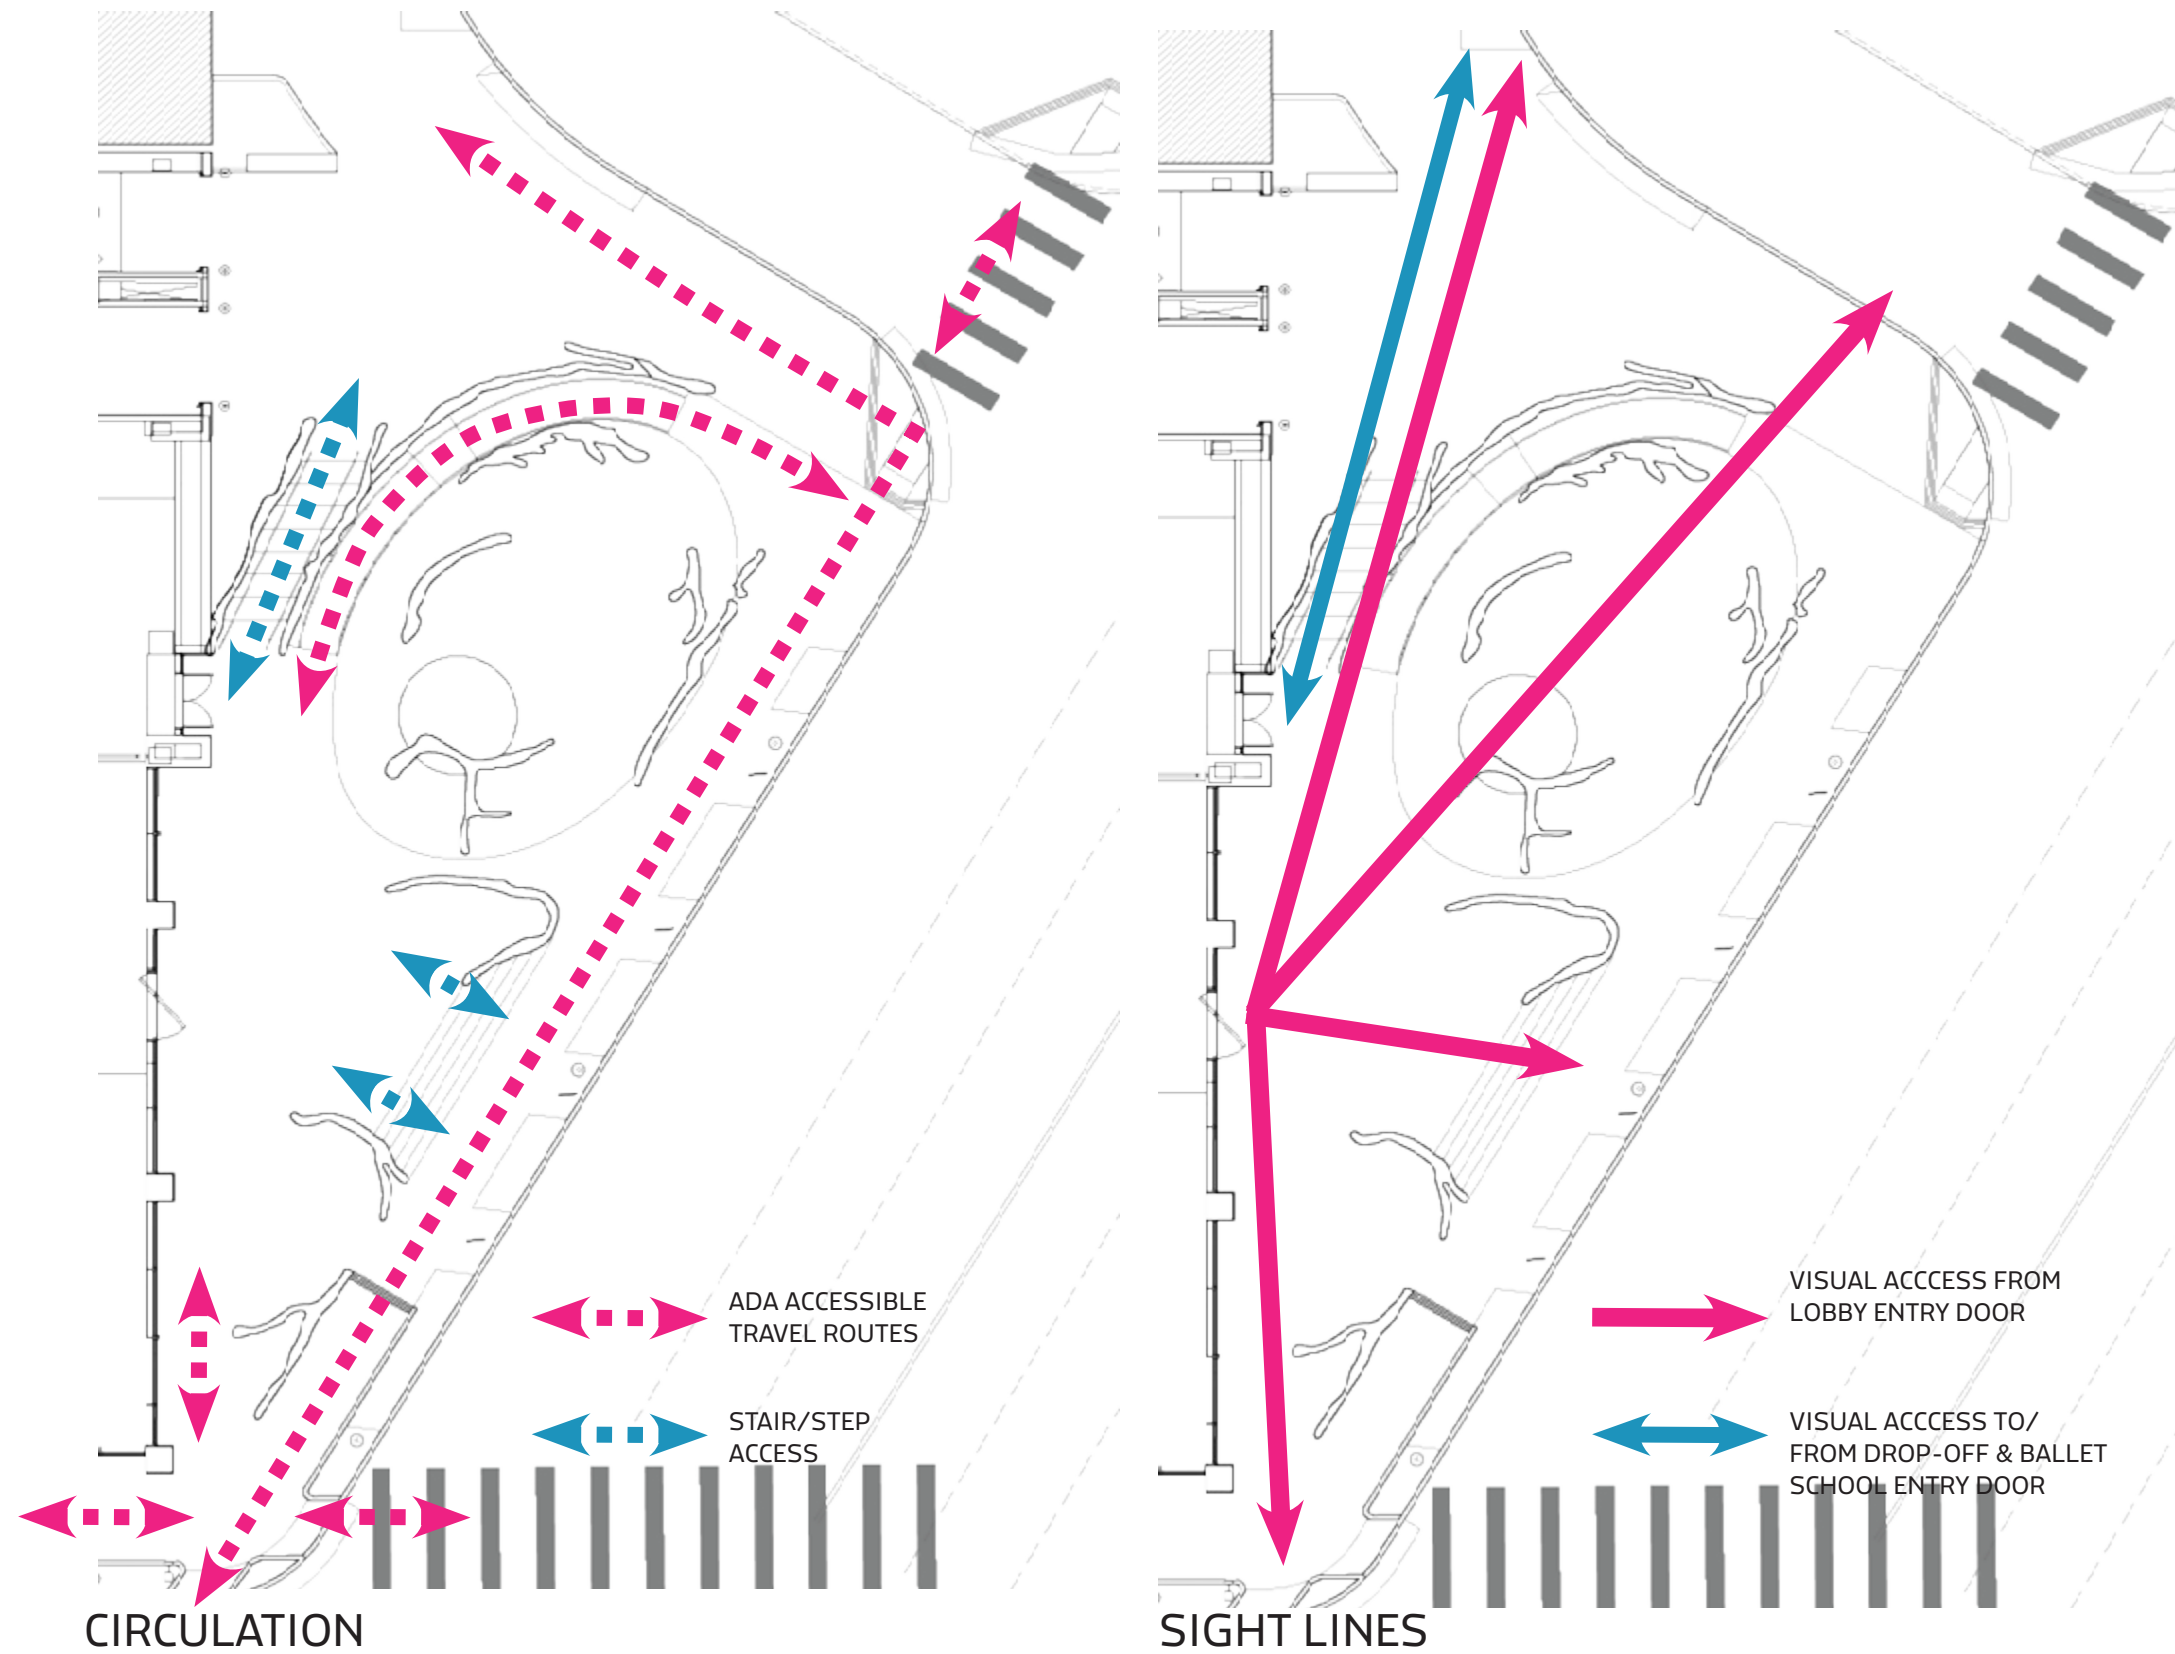 ADA ACCESSIBLE
TRAVEL ROUTES
STAIR/STEP
ACCESS
CIRCULATION
VISUAL ACCCESS FROM
LOBBY ENTRY DOOR
VISUAL ACCCESS TO/
FROM DROP-OFF & BALLET
SCHOOL ENTRY DOOR
SIGHT LINES